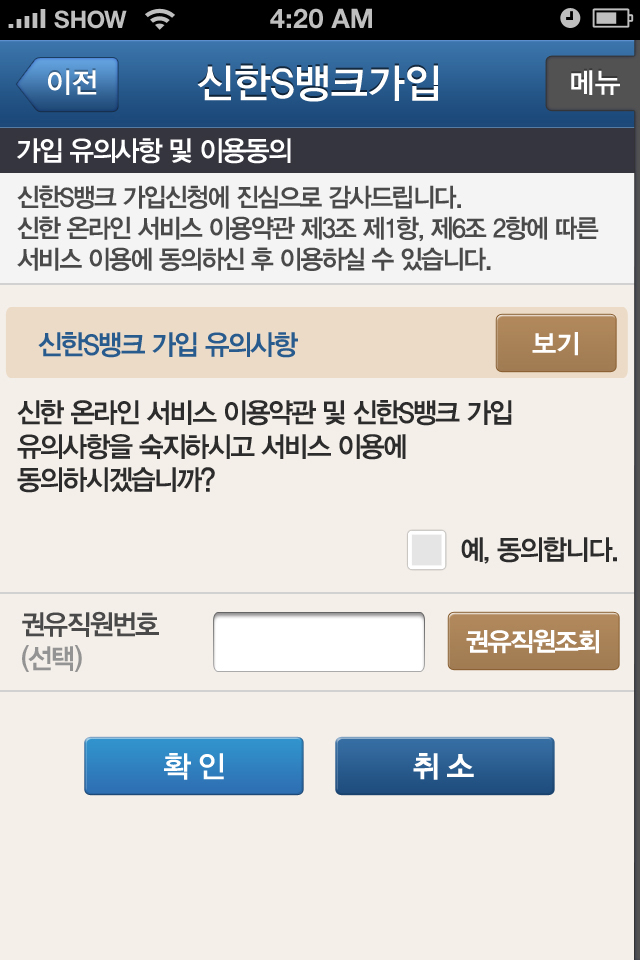 SHOW 4:20 AM
이전 신한S뱅크가입 메뉴
가입 유의사항 및 이용동의
신한S뱅크 가입신청에 진심으로 감사드립니다.
신한 온라인 서비스 이용약관 제3조 제1항, 제6조 2항에 따른
서비스 이용에 동의하신 후 이용하실 수 있습니다.
신한S뱅크 가입 유의사항 보기
신한 온라인 서비스 이용약관 및 신한S뱅크 가입
유의사항을 숙지하시고 서비스 이용에
동의하시겠습니까?
예, 동의합니다.
권유직원번호
(선택)
권유직원조회
확인 취소